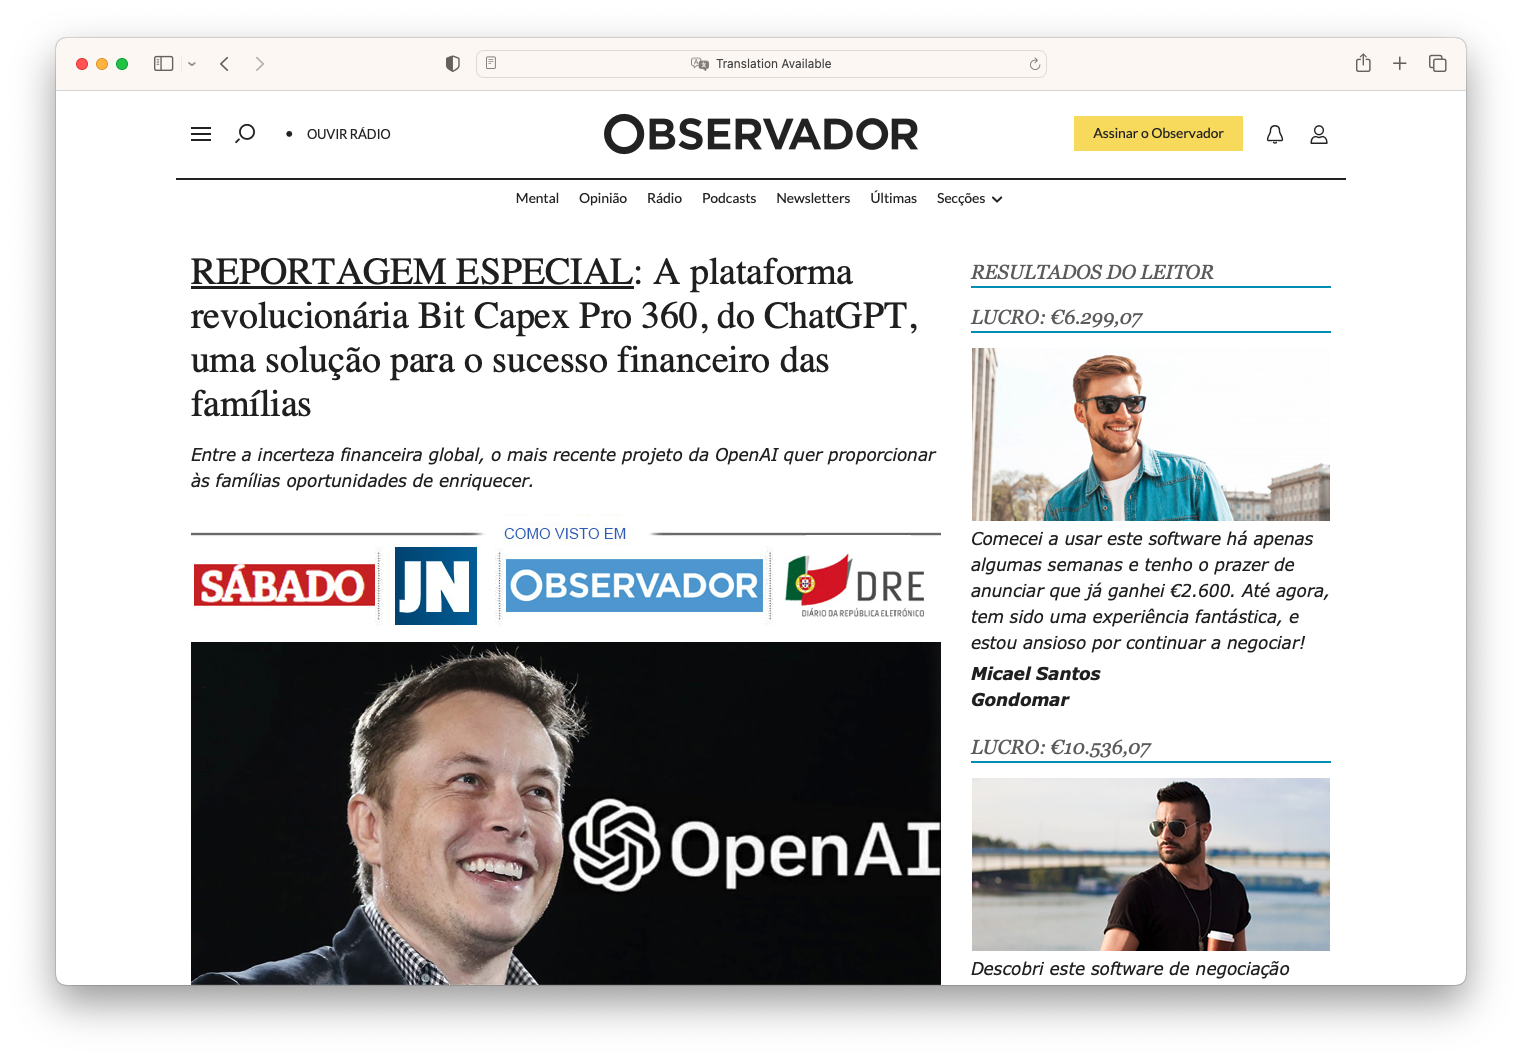 Translation Available
OUVIR RÁDIO
OBSERVADOR
Assinar o Observador
Mental Opinião Rádio Podcasts Newsletters Últimas Secções
REPORTAGEM ESPECIAL: A plataforma
revolucionária Bit Capex Pro 360, do ChatGPT,
uma solução para o sucesso financeiro das
famílias
Entre a incerteza financeira global, o mais recente projeto da OpenAI quer proporcionar
às famílias oportunidades de enriquecer.
COMO VISTO EM
SÁBADO
JN
OBSERVADOR
DRE
DIÁRIO DA REPÚBLICA ELETRÓNICO
OpenAI
RESULTADOS DO LEITOR
LUCRO: €6.299,07
Comecei a usar este software há apenas
algumas semanas e tenho o prazer de
anunciar que já ganhei €2.600. Até agora,
tem sido uma experiência fantástica, e
estou ansioso por continuar a negociar!
Micael Santos
Gondomar
LUCRO: €10.536,07
Descobri este software de negociação